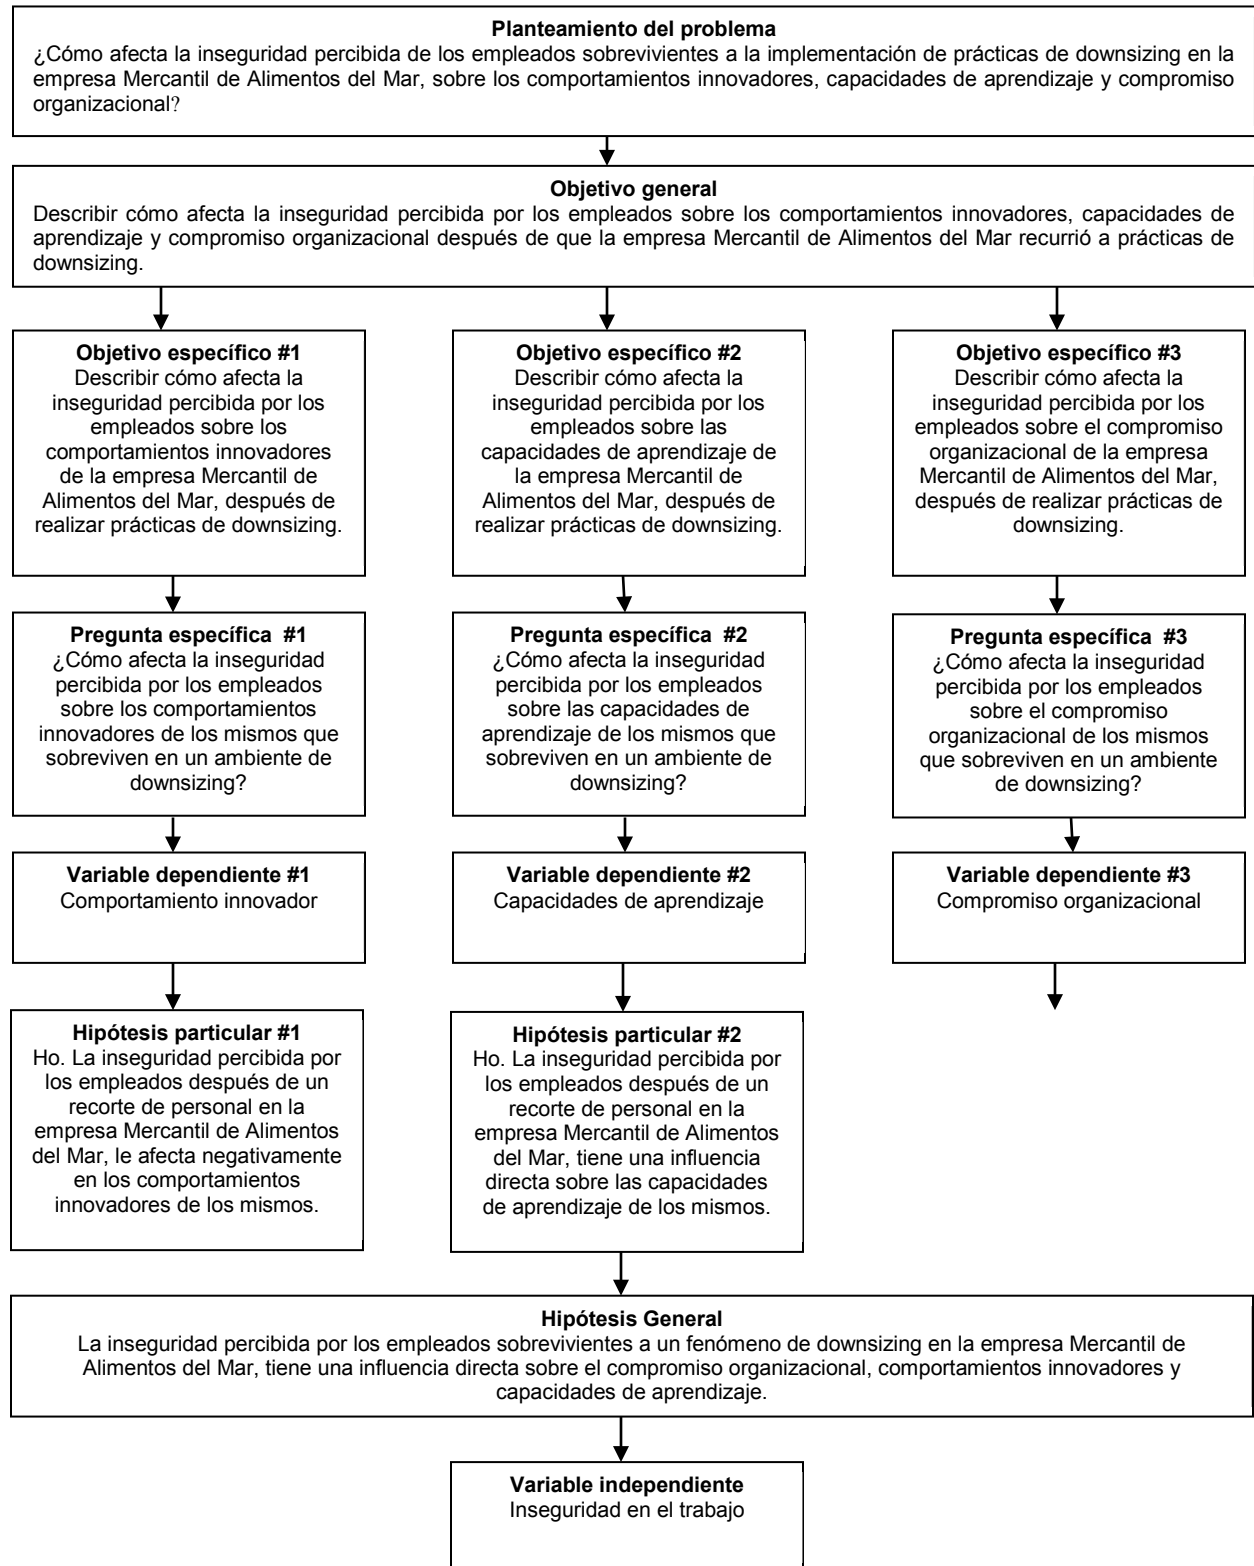 Planteamiento del problema
¿Cómo afecta la inseguridad percibida de los empleados sobrevivientes a la implementación de prácticas de downsizing en la
empresa Mercantil de Alimentos del Mar, sobre los comportamientos innovadores, capacidades de aprendizaje y compromiso
organizacional?
Objetivo general
Describir cómo afecta la inseguridad percibida por los empleados sobre los comportamientos innovadores, capacidades de
aprendizaje y compromiso organizacional después de que la empresa Mercantil de Alimentos del Mar recurrió a prácticas de
downsizing.
Objetivo específico #1
Describir cómo afecta la
inseguridad percibida por los
empleados sobre los
comportamientos innovadores
de la empresa Mercantil de
Alimentos del Mar, después de
realizar prácticas de downsizing.
Objetivo específico #2
Describir cómo afecta la
inseguridad percibida por los
empleados sobre las
capacidades de aprendizaje de
la empresa Mercantil de
Alimentos del Mar, después de
realizar prácticas de downsizing.
Objetivo específico #3
Describir cómo afecta la
inseguridad percibida por los
empleados sobre el compromiso
organizacional de la empresa
Mercantil de Alimentos del Mar,
después de realizar prácticas de
downsizing.
Pregunta específica #1
¿Cómo afecta la inseguridad
percibida por los empleados
sobre los comportamientos
innovadores de los mismos que
sobreviven en un ambiente de
downsizing?
Pregunta específica #2
¿Cómo afecta la inseguridad
percibida por los empleados
sobre las capacidades de
aprendizaje de los mismos que
sobreviven en un ambiente de
downsizing?
Pregunta específica #3
¿Cómo afecta la inseguridad
percibida por los empleados
sobre el compromiso
organizacional de los mismos
que sobreviven en un ambiente
de downsizing?
Variable dependiente #1
Comportamiento innovador
Variable dependiente #2
Capacidades de aprendizaje
Variable dependiente #3
Compromiso organizacional
Hipótesis particular #1
Ho. La inseguridad percibida por
los empleados después de un
recorte de personal en la
empresa Mercantil de Alimentos
del Mar, le afecta negativamente
en los comportamientos
innovadores de los mismos.
Hipótesis particular #2
Ho. La inseguridad percibida por
los empleados después de un
recorte de personal en la
empresa Mercantil de Alimentos
del Mar, tiene una influencia
directa sobre las capacidades
de aprendizaje de los mismos.
Hipótesis General
La inseguridad percibida por los empleados sobrevivientes a un fenómeno de downsizing en la empresa Mercantil de
Alimentos del Mar, tiene una influencia directa sobre el compromiso organizacional, comportamientos innovadores y
capacidades de aprendizaje.
Variable independiente
Inseguridad en el trabajo